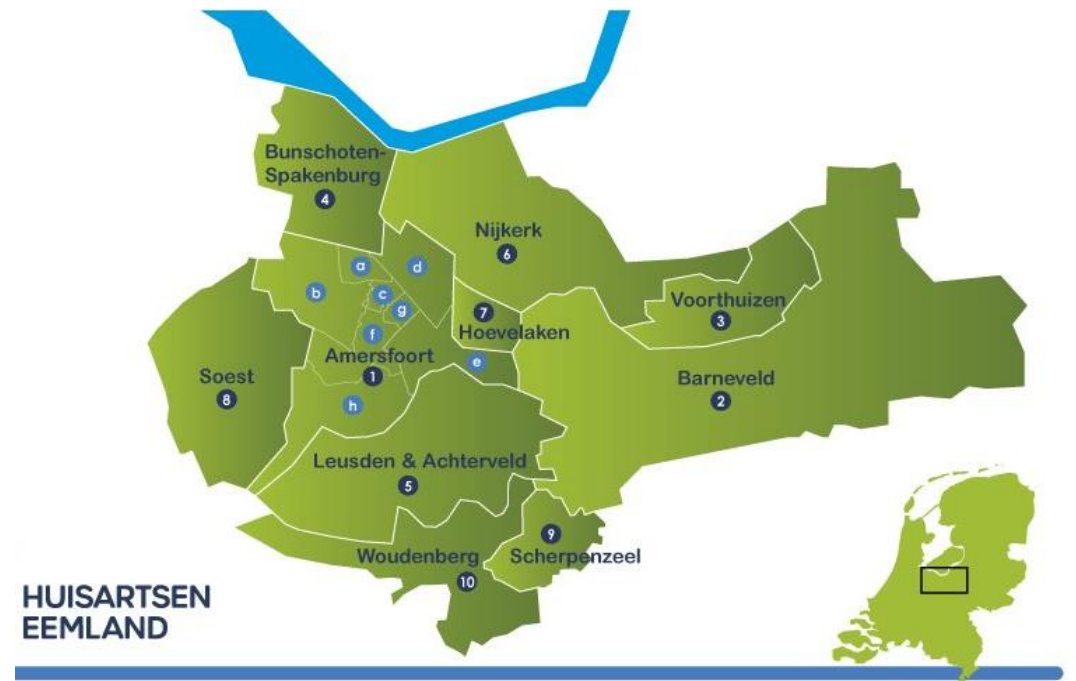 Bunschoten-
Spakenburg
4
Nijkerk
6
a
d
b
c
g
7
Hoevelaken
f
Voorthuizen
3
Amersfoort
1
e
Soest
8
h
Barneveld
2
Leusden & Achterveld
5
9
Scherpenzeel
Woudenberg
10
HUISARTSEN
EEMLAND